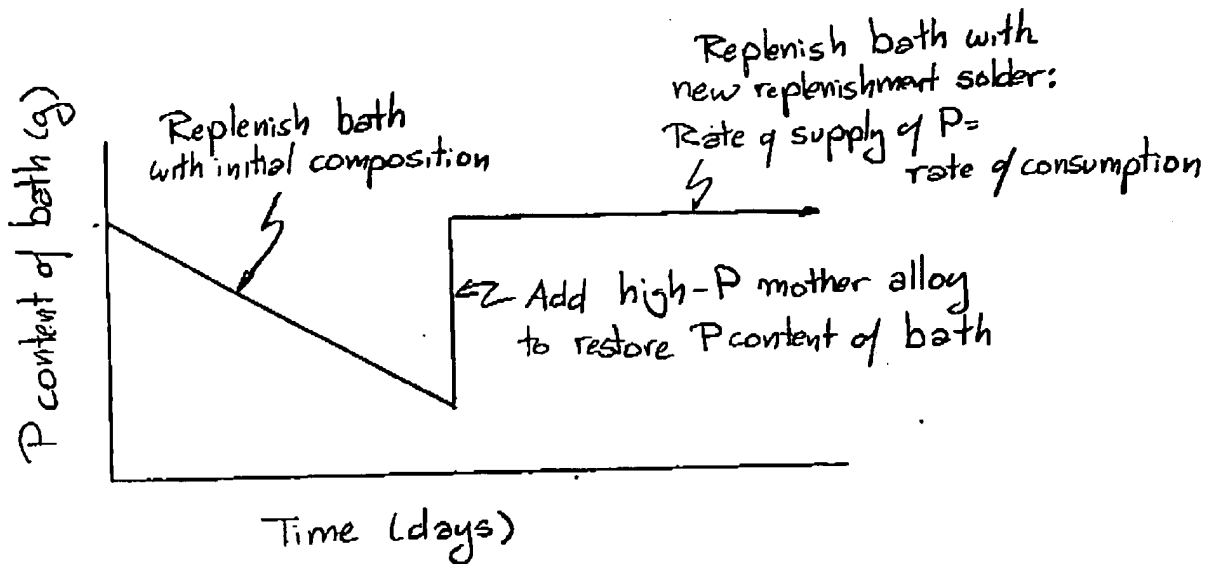 Replenish bath with
new replenishment solder:
Rate of supply of P=
rate of consumption
Replenish bath
with initial composition
Add high-P mother alloy
to restore P content of bath
P content of bath (g)
Time (days)